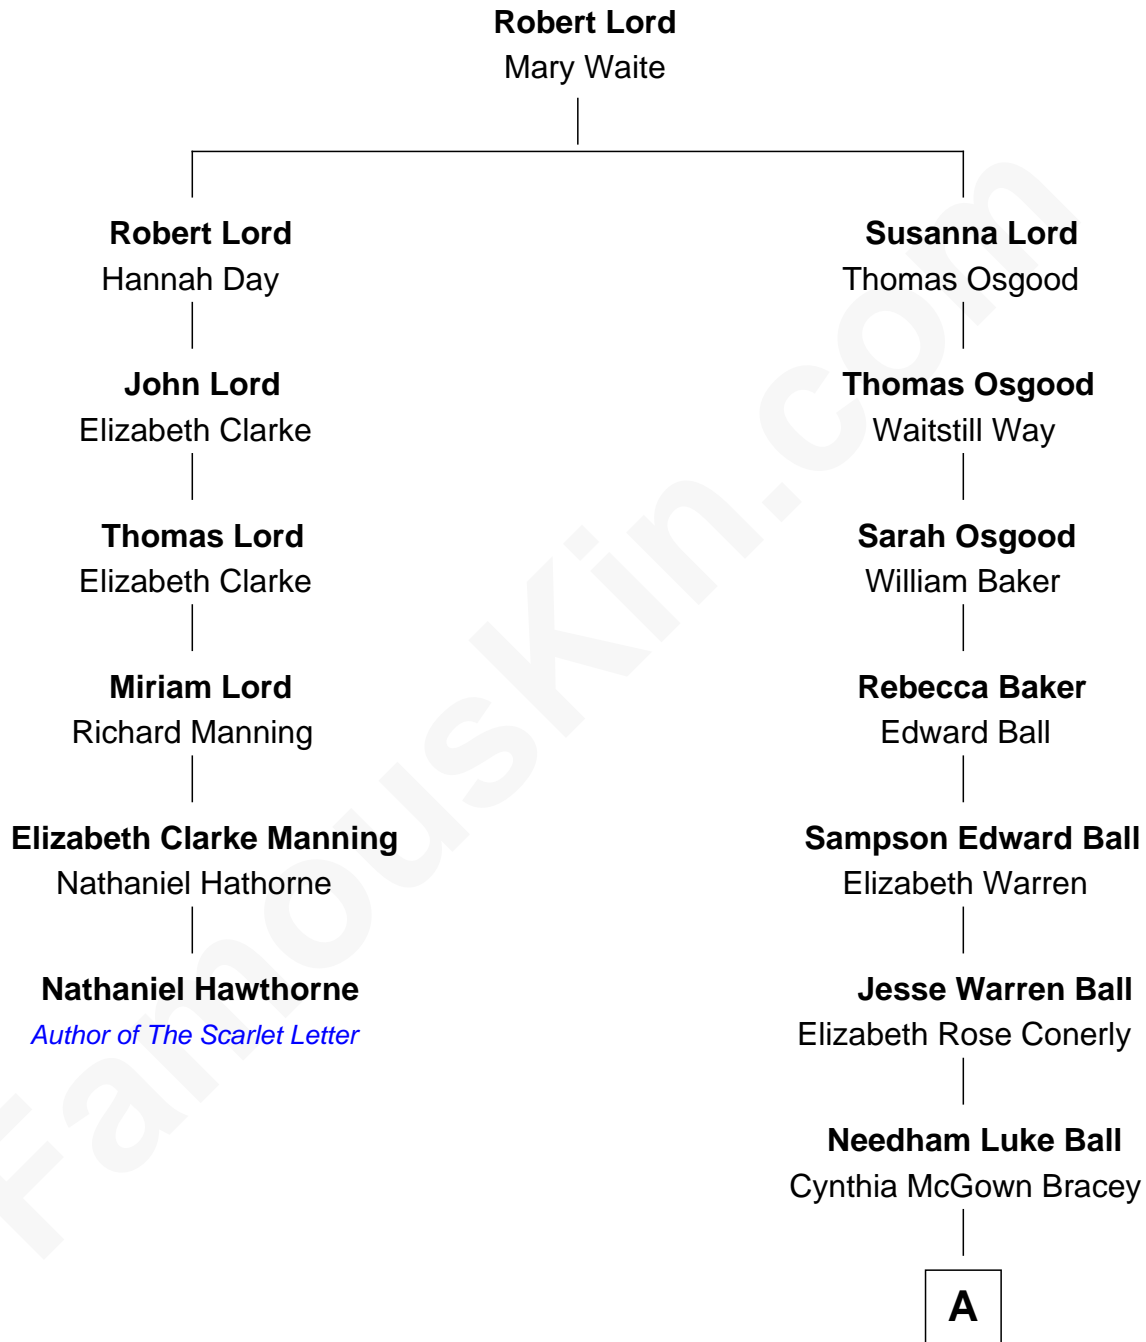 Robert Lord
Mary Waite
Robert Lord
Hannah Day
John Lord
Elizabeth Clarke
Thomas Lord
Elizabeth Clarke
Miriam Lord
Richard Manning
Elizabeth Clarke Manning
Nathaniel Hathorne
Nathaniel Hawthorne
Author of The Scarlet Letter
Susanna Lord
Thomas Osgood
Thomas Osgood
Waitstill Way
Sarah Osgood
William Baker
Rebecca Baker
Edward Ball
Sampson Edward Ball
Elizabeth Warren
Jesse Warren Ball
Elizabeth Rose Conerly
Needham Luke Ball
Cynthia McGown Bracey
A
FamousKin.com